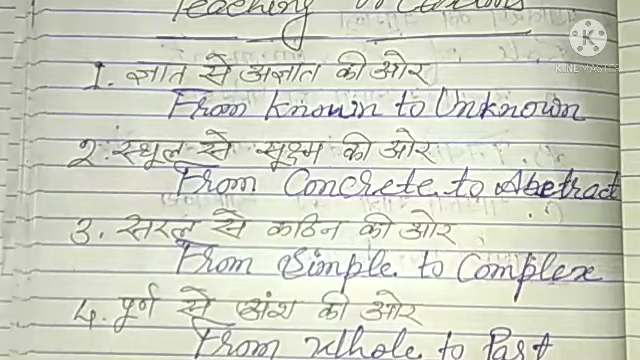 Teaching
1. ज्ञात से अज्ञात की ओर
From Known to Unknown
2. स्थूल से सूक्ष्म की ओर
From Concrete to Abstract
3. सरल से कठिन की ओर
From Simple to Complex
4. पूर्ण से अंश की ओर
From Whole to Part
KINEMASTER